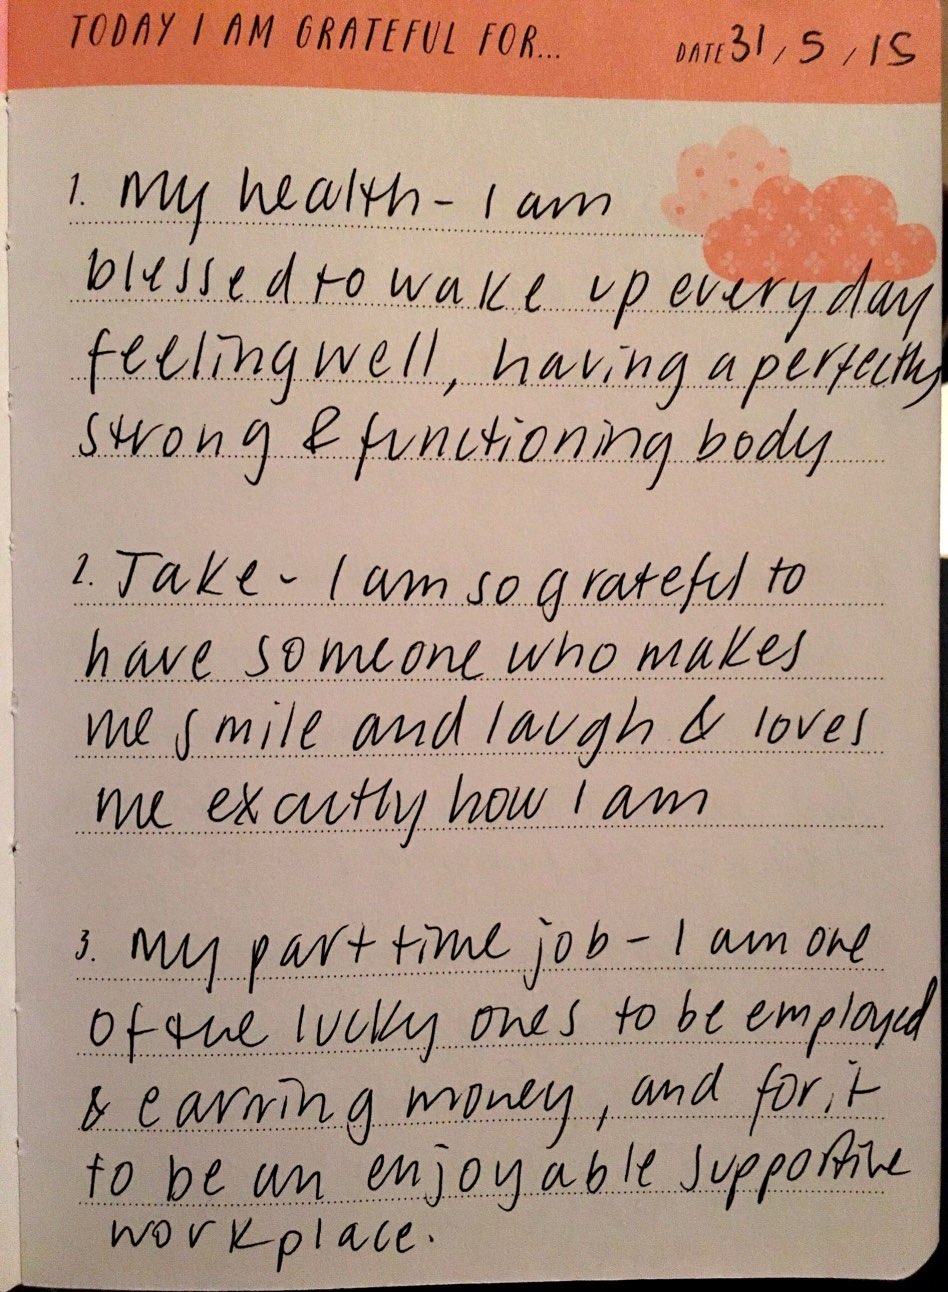 TODAY I AM GRATEFUL FOR... DATE 31/5/15
1. My health - I am
blessed to wake up every day
feeling well, having a perfectly
strong & functioning body
2. Jake - I am so grateful to
have someone who makes
me smile and laugh & loves
me exactly how I am
3. My part time job - I am one
of the lucky ones to be employed
& earning money, and for it
to be an enjoyable supportive
workplace.